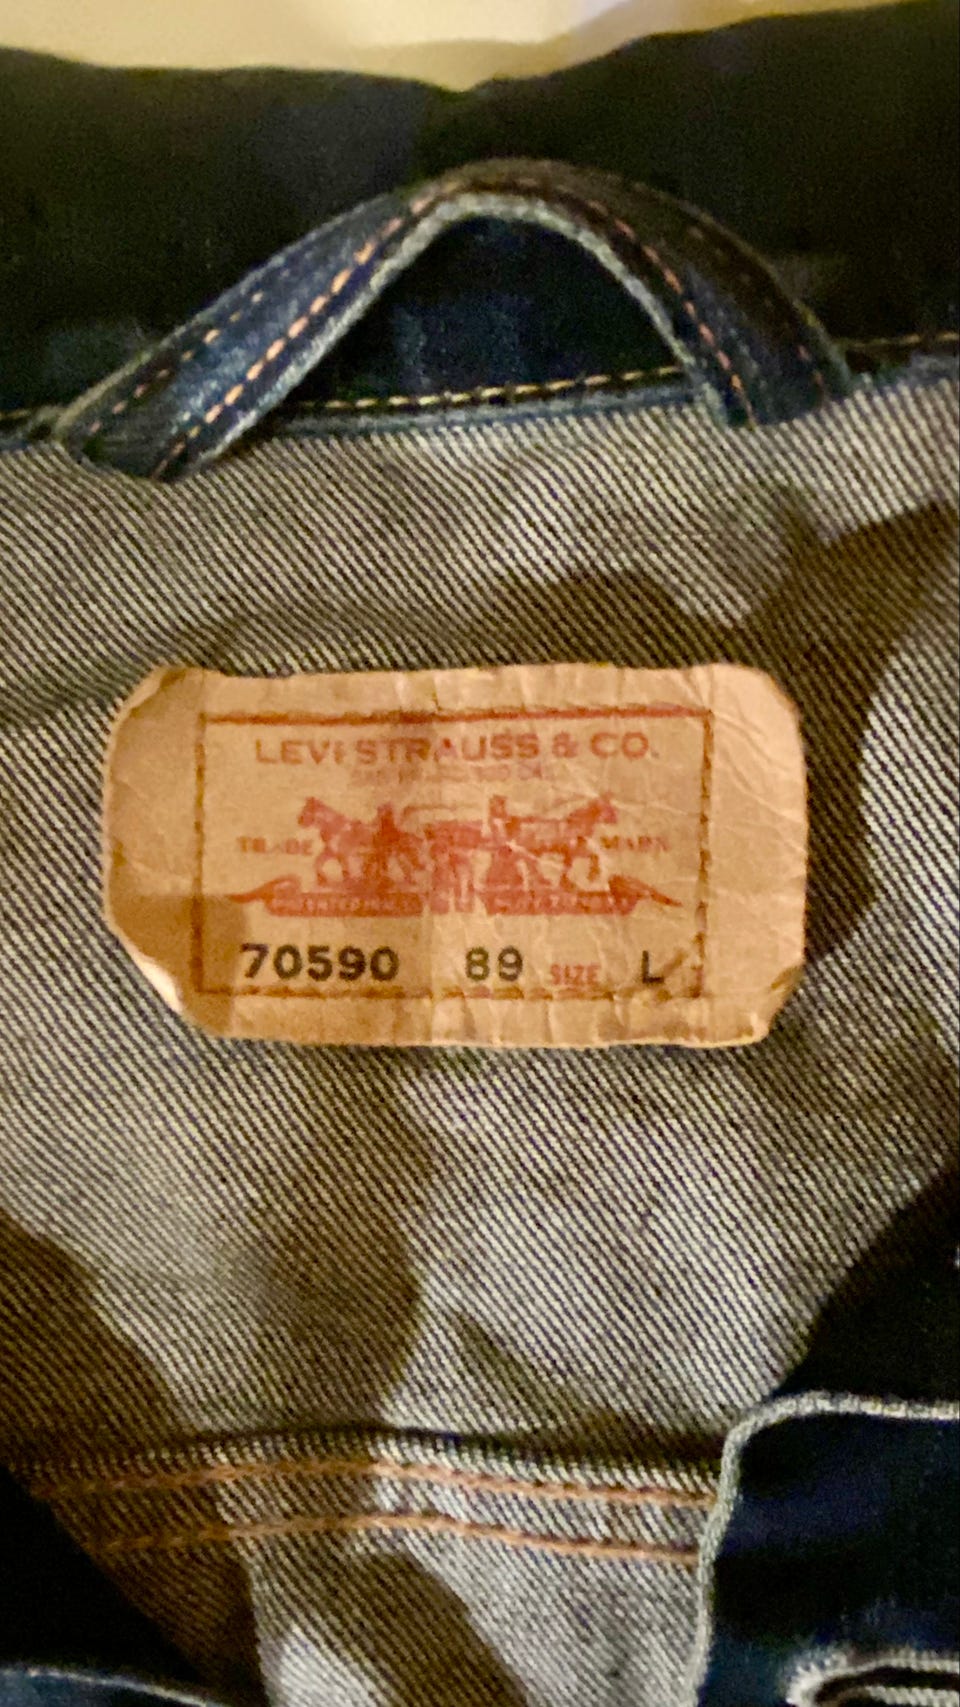 LEVI STRAUSS & CO.
TRADE MARK
70590 89 SIZE L